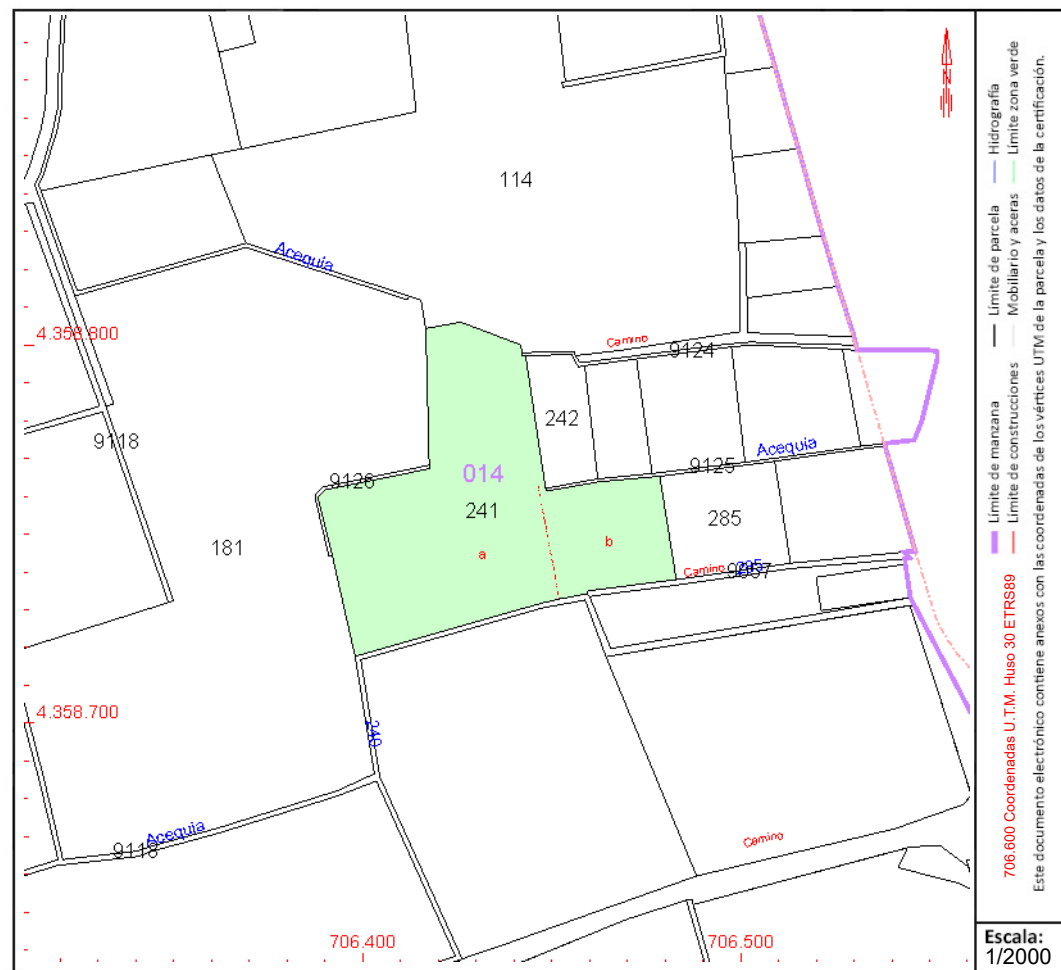 114
Acequia
4.358.800
Camino
9124
242
9118
Acequia
9126
9125
014
241
285
181
a
b
Camino
295
9007
4.358.700
240
Acequia
9118
Camino
706.400
706.500
N
Límite de manzana
Límite de parcela
Hidrografía
Límite de construcciones
Mobiliario y aceras
Límite zona verde
706.600 Coordenadas U.T.M. Huso 30 ETRS89
Este documento electrónico contiene anexos con las coordenadas de los vértices UTM de la parcela y los datos de la certificación.
Escala:
1/2000